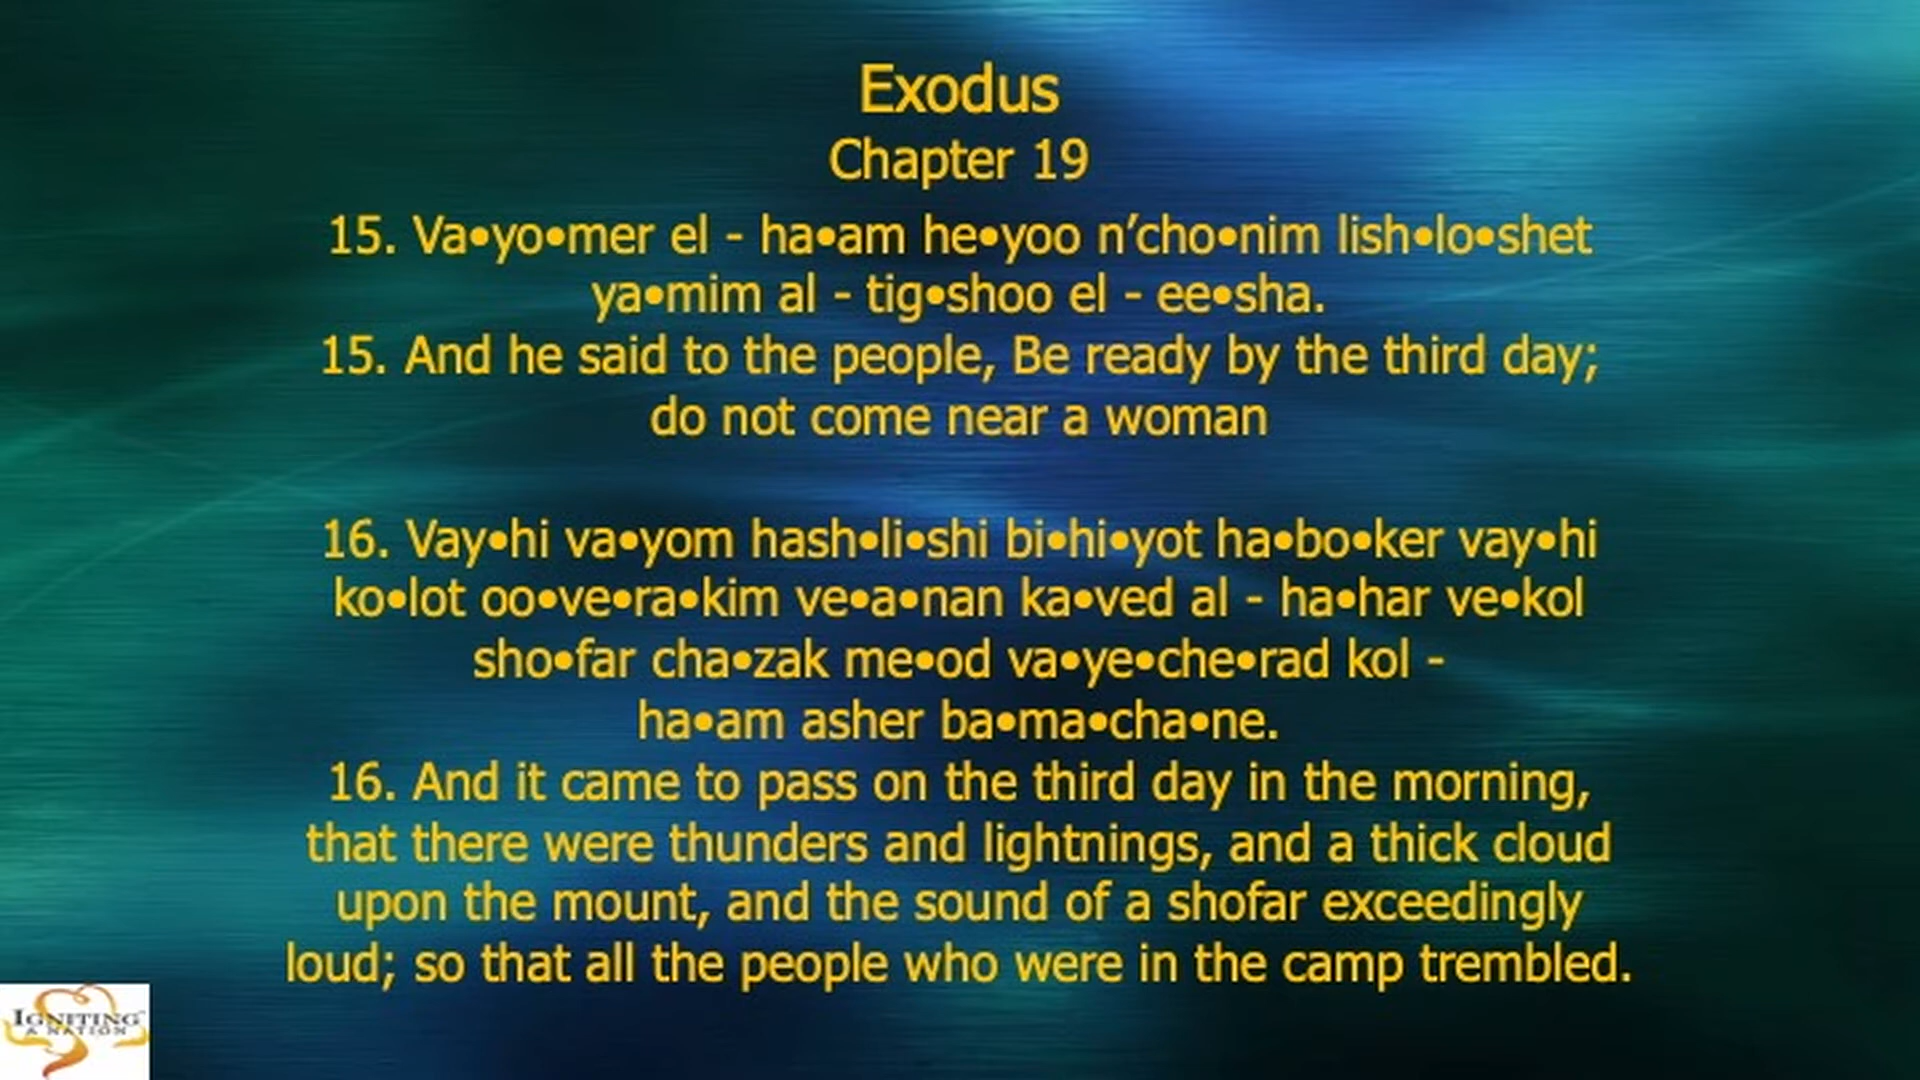 Exodus
Chapter 19
15. Va•yo•mer el - ha•am he•yoo n’cho•nim lish•lo•shet
ya•mim al - tig•shoo el - ee•sha.
15. And he said to the people, Be ready by the third day;
do not come near a woman
16. Vay•hi va•yom hash•li•shi bi•hi•yot ha•bo•ker vay•hi
ko•lot oo•ve•ra•kim ve•a•nan ka•ved al - ha•har ve•kol
sho•far cha•zak me•od va•ye•che•rad kol -
ha•am asher ba•ma•cha•ne.
16. And it came to pass on the third day in the morning,
that there were thunders and lightnings, and a thick cloud
upon the mount, and the sound of a shofar exceedingly
loud; so that all the people who were in the camp trembled.
IGNITING
A NATION